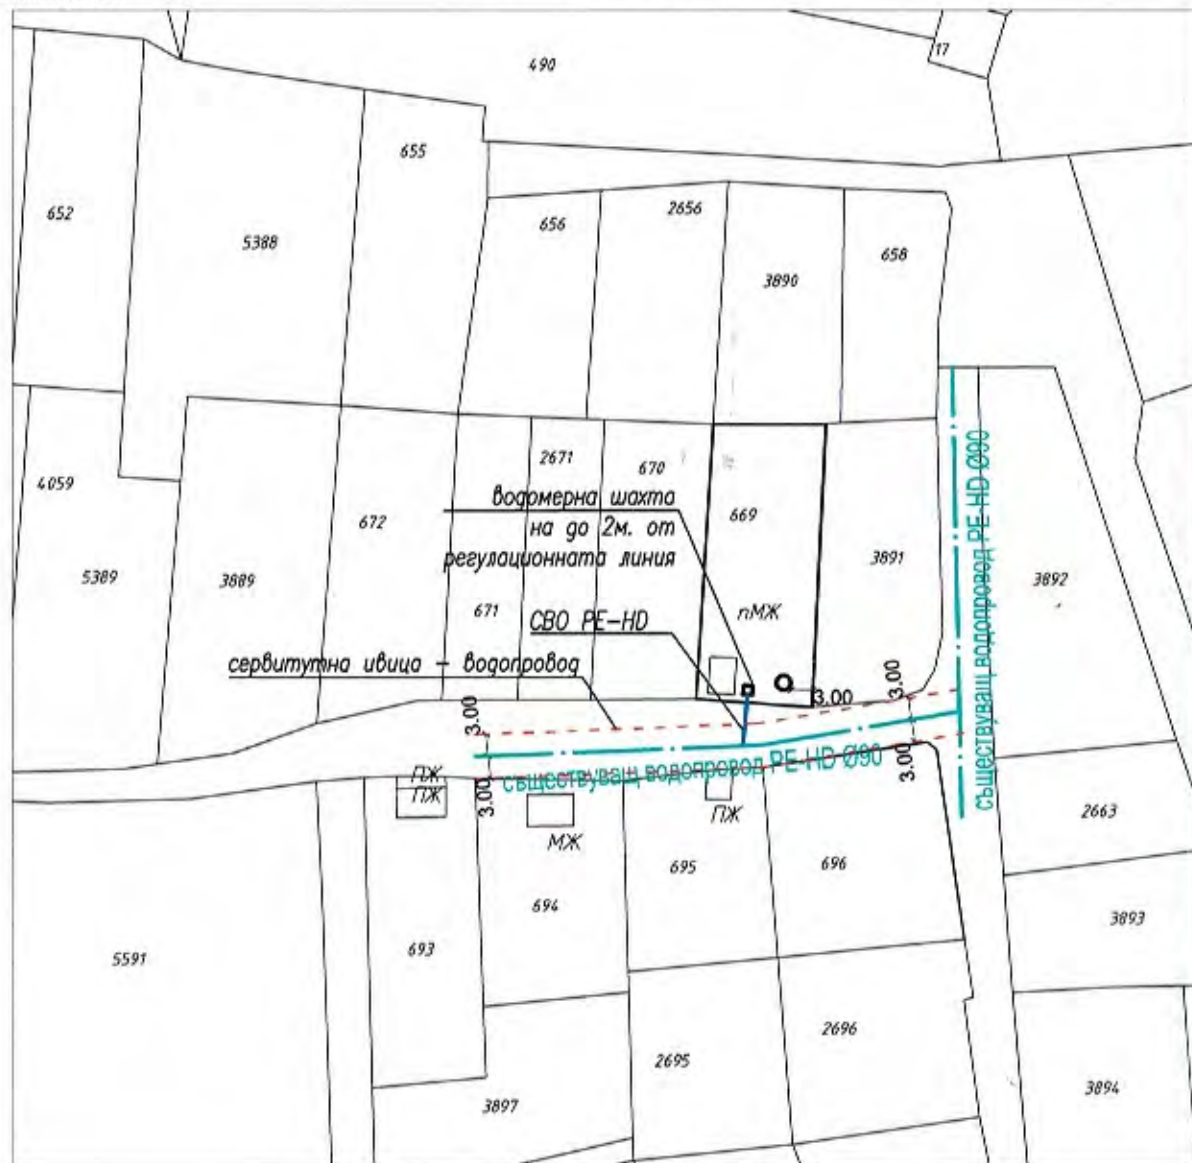 17
490
655
652
5388
656
2656
658
3890
4059
2671
670
672
водомерна шахта
на до 2м. от
регулационната линия
669
5389
3889
3891
3892
671
СВО PE-HD
пМЖ
сервитутна ивица - водопровод
3.00
3.00
3.00
съществуващ водопровод PE-HD Ø90
съществуващ водопровод PE-HD Ø90
3.00
3.00
ПЖ
ПЖ
МЖ
ПЖ
2663
695
696
694
693
3893
5591
2696
2695
3897
3894